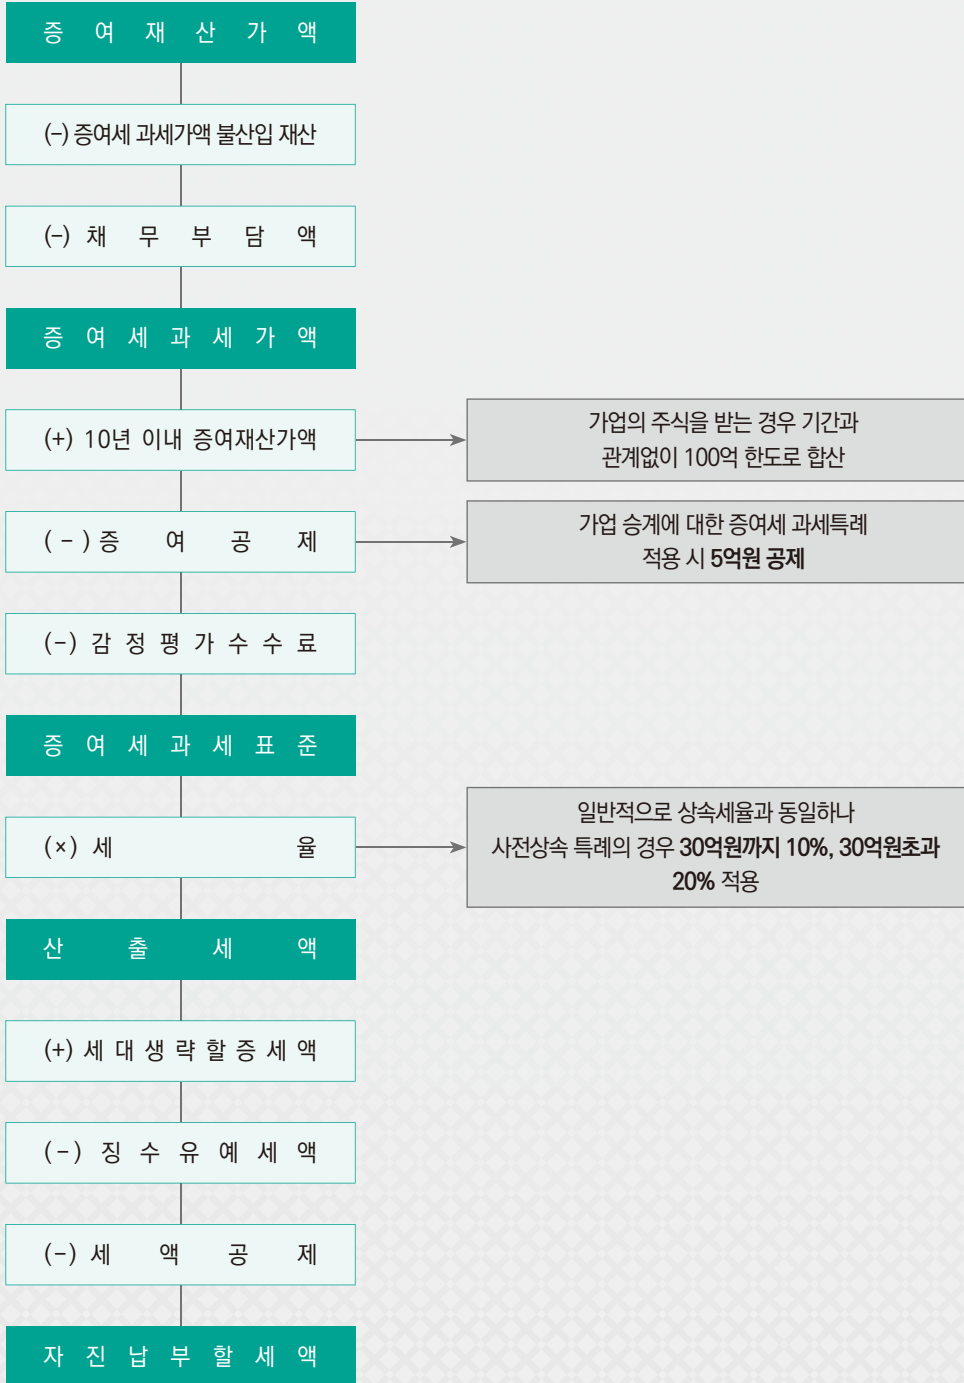 증여재산가액
(-) 증여세 과세가액 불산입 재산
(-) 채무부담액
증여세과세가액
(+) 10년 이내 증여재산가액
가업의 주식을 받는 경우 기간과
관계없이 100억 한도로 합산
(-) 증여공제
가업 승계에 대한 증여세 과세특례
적용 시 5억원 공제
(-) 감정평가수수료
증여세과세표준
(×) 세율
일반적으로 상속세율과 동일하나
사전상속 특례의 경우 30억원까지 10%, 30억원초과
20% 적용
산출세액
(+) 세대생략할증세액
(-) 징수유예세액
(-) 세액공제
자진납부할세액